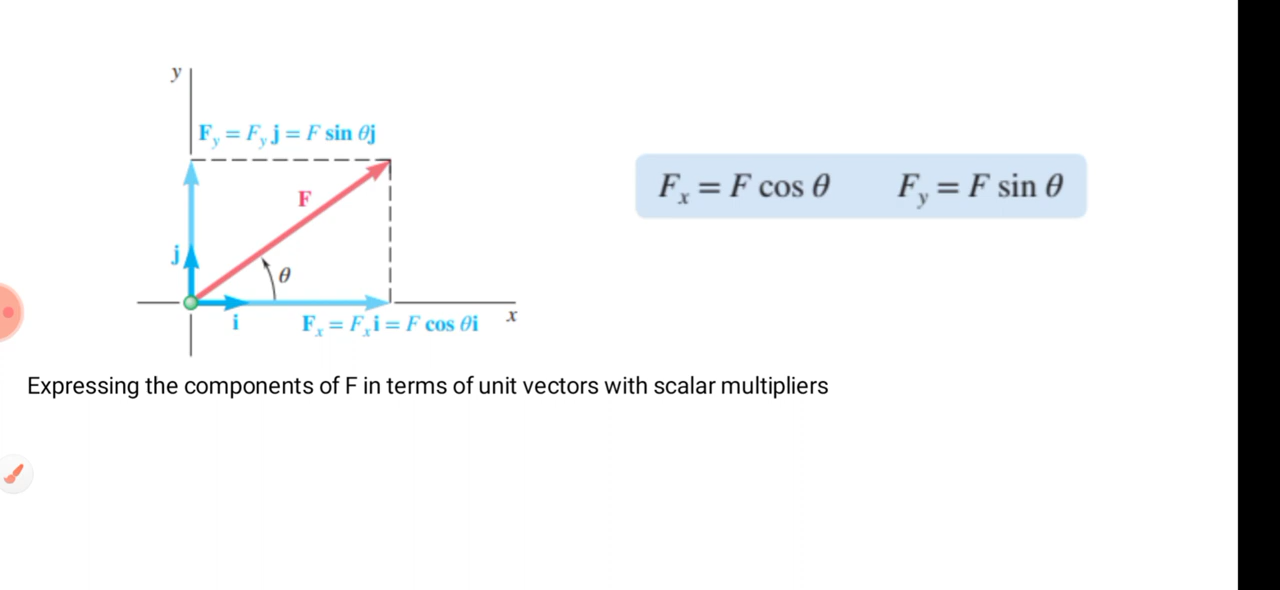 y
F_y = F_y j = F sin θj
F_x = F cos θ F_y = F sin θ
F
j
θ
i
F_x = F_x i = F cos θi
x
Expressing the components of F in terms of unit vectors with scalar multipliers